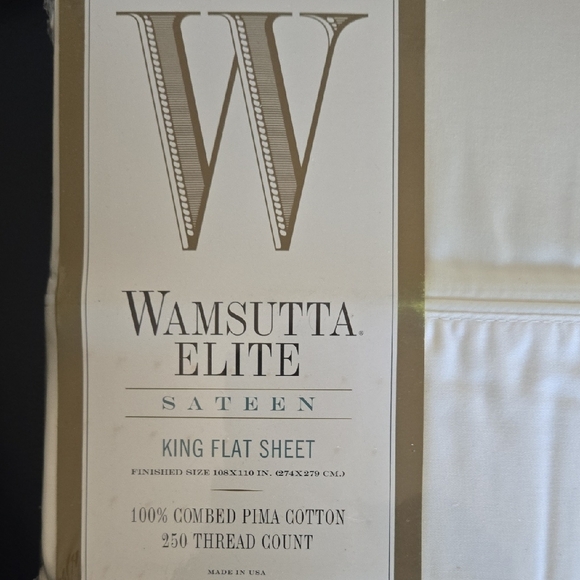 W
WAMSUTTA®
ELITE
SATEEN
KING FLAT SHEET
FINISHED SIZE 108X110 IN. (274X279 CM.)
100% COMBED PIMA COTTON
250 THREAD COUNT
MADE IN USA